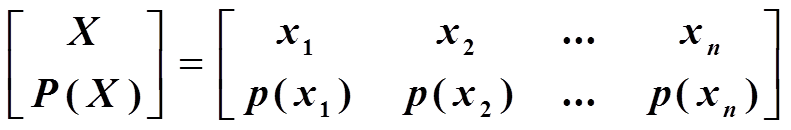 [ X ] = [ x₁ x₂ ... xₙ ]
[ P(X) ] = [ p(x₁) p(x₂) ... p(xₙ) ]